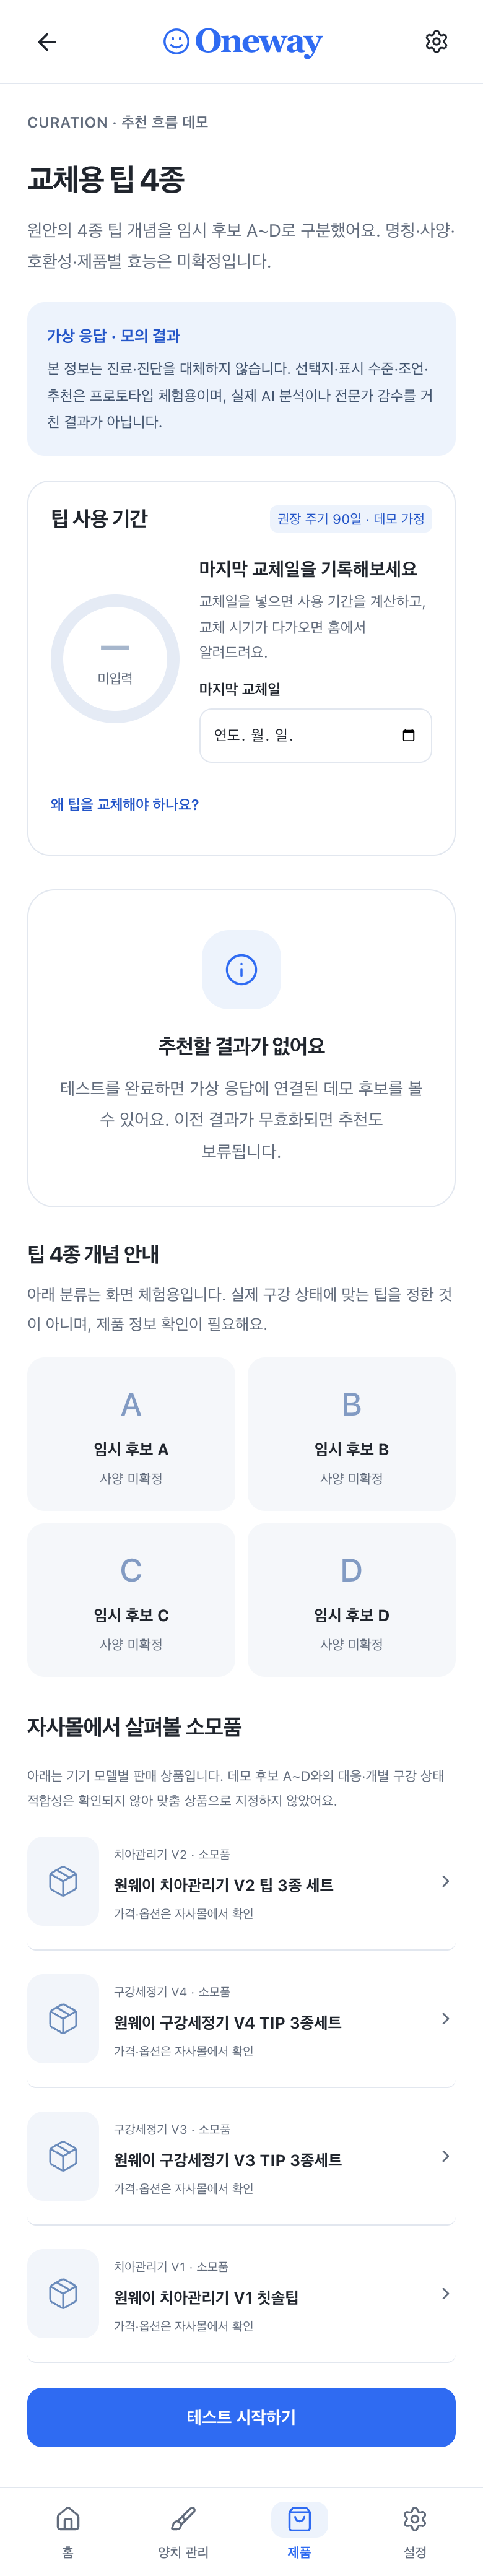 Oneway
CURATION · 추천 흐름 데모
교체용 팁 4종
원안의 4종 팁 개념을 임시 후보 A~D로 구분했어요. 명칭·사양·
호환성·제품별 효능은 미확정입니다.
가상 응답 · 모의 결과
본 정보는 진료·진단을 대체하지 않습니다. 선택지·표시 수준·조언·
추천은 프로토타입 체험용이며, 실제 AI 분석이나 전문가 감수를 거
친 결과가 아닙니다.
팁 사용 기간
권장 주기 90일 · 데모 가정
마지막 교체일을 기록해보세요
교체일을 넣으면 사용 기간을 계산하고,
교체 시기가 다가오면 홈에서
알려드려요.
—
미입력
마지막 교체일
연도. 월. 일.
왜 팁을 교체해야 하나요?
추천할 결과가 없어요
테스트를 완료하면 가상 응답에 연결된 데모 후보를 볼
수 있어요. 이전 결과가 무효화되면 추천도
보류됩니다.
팁 4종 개념 안내
아래 분류는 화면 체험용입니다. 실제 구강 상태에 맞는 팁을 정한 것
이 아니며, 제품 정보 확인이 필요해요.
A
임시 후보 A
사양 미확정
B
임시 후보 B
사양 미확정
C
임시 후보 C
사양 미확정
D
임시 후보 D
사양 미확정
자사몰에서 살펴볼 소모품
아래는 기기 모델별 판매 상품입니다. 데모 후보 A~D와의 대응·개별 구강 상태
적합성은 확인되지 않아 맞춤 상품으로 지정하지 않았어요.
치아관리기 V2 · 소모품
원웨이 치아관리기 V2 팁 3종 세트
가격·옵션은 자사몰에서 확인
구강세정기 V4 · 소모품
원웨이 구강세정기 V4 TIP 3종세트
가격·옵션은 자사몰에서 확인
구강세정기 V3 · 소모품
원웨이 구강세정기 V3 TIP 3종세트
가격·옵션은 자사몰에서 확인
치아관리기 V1 · 소모품
원웨이 치아관리기 V1 칫솔팁
가격·옵션은 자사몰에서 확인
테스트 시작하기
홈
양치 관리
제품
설정